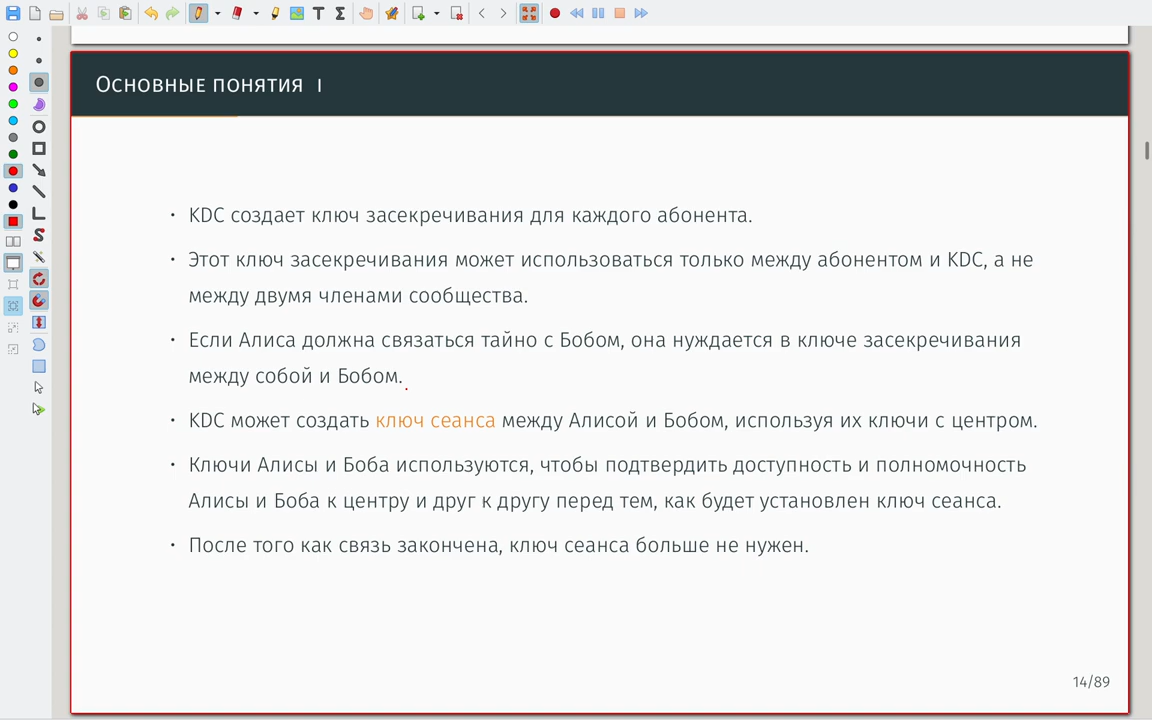 Основные понятия I
• KDC создает ключ засекречивания для каждого абонента.
• Этот ключ засекречивания может использоваться только между абонентом и KDC, а не
между двумя членами сообщества.
• Если Алиса должна связаться тайно с Бобом, она нуждается в ключе засекречивания
между собой и Бобом.
• KDC может создать ключ сеанса между Алисой и Бобом, используя их ключи с центром.
• Ключи Алисы и Боба используются, чтобы подтвердить доступность и полномочность
Алисы и Боба к центру и друг к другу перед тем, как будет установлен ключ сеанса.
• После того как связь закончена, ключ сеанса больше не нужен.
14/89